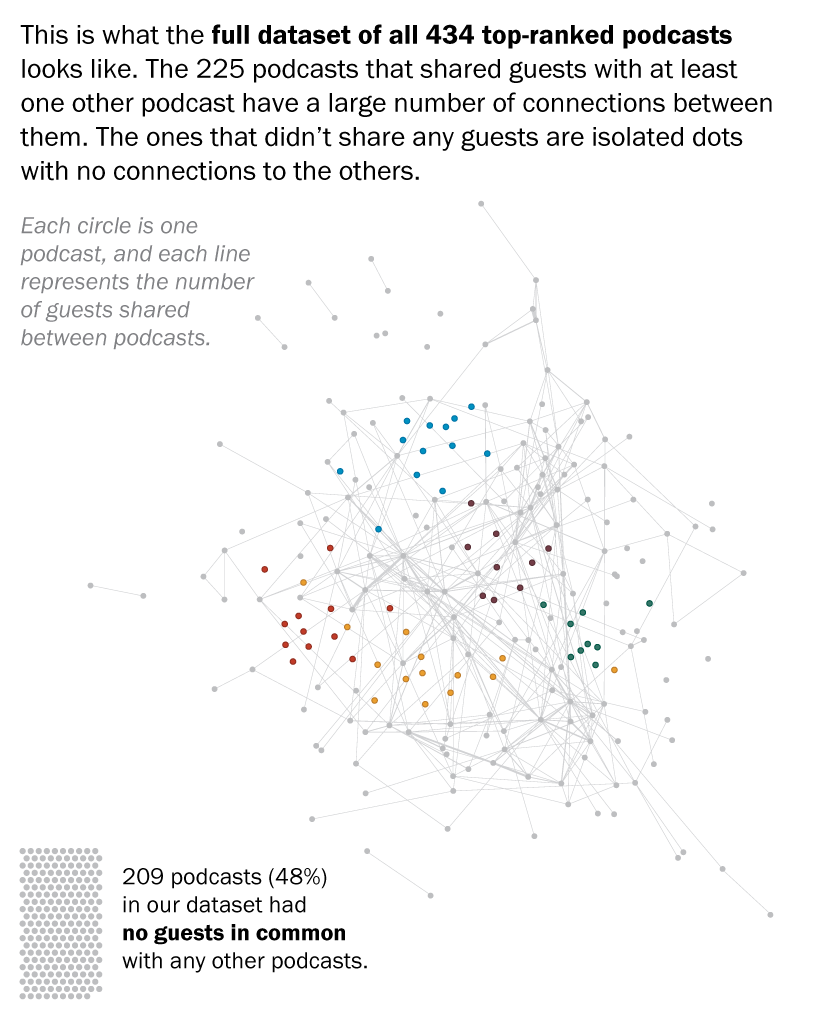 This is what the full dataset of all 434 top-ranked podcasts
looks like. The 225 podcasts that shared guests with at least
one other podcast have a large number of connections between
them. The ones that didn’t share any guests are isolated dots
with no connections to the others.
Each circle is one
podcast, and each line
represents the number
of guests shared
between podcasts.
209 podcasts (48%)
in our dataset had
no guests in common
with any other podcasts.